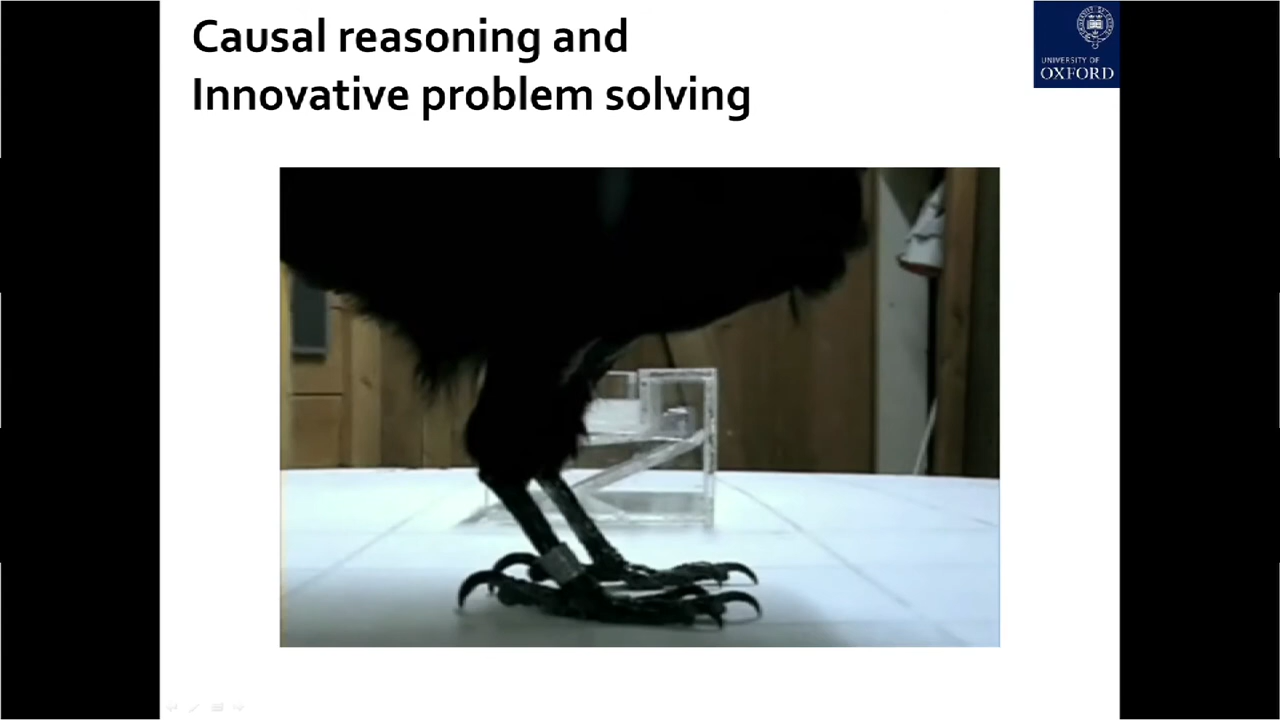 Causal reasoning and
Innovative problem solving
UNIVERSITY OF
OXFORD